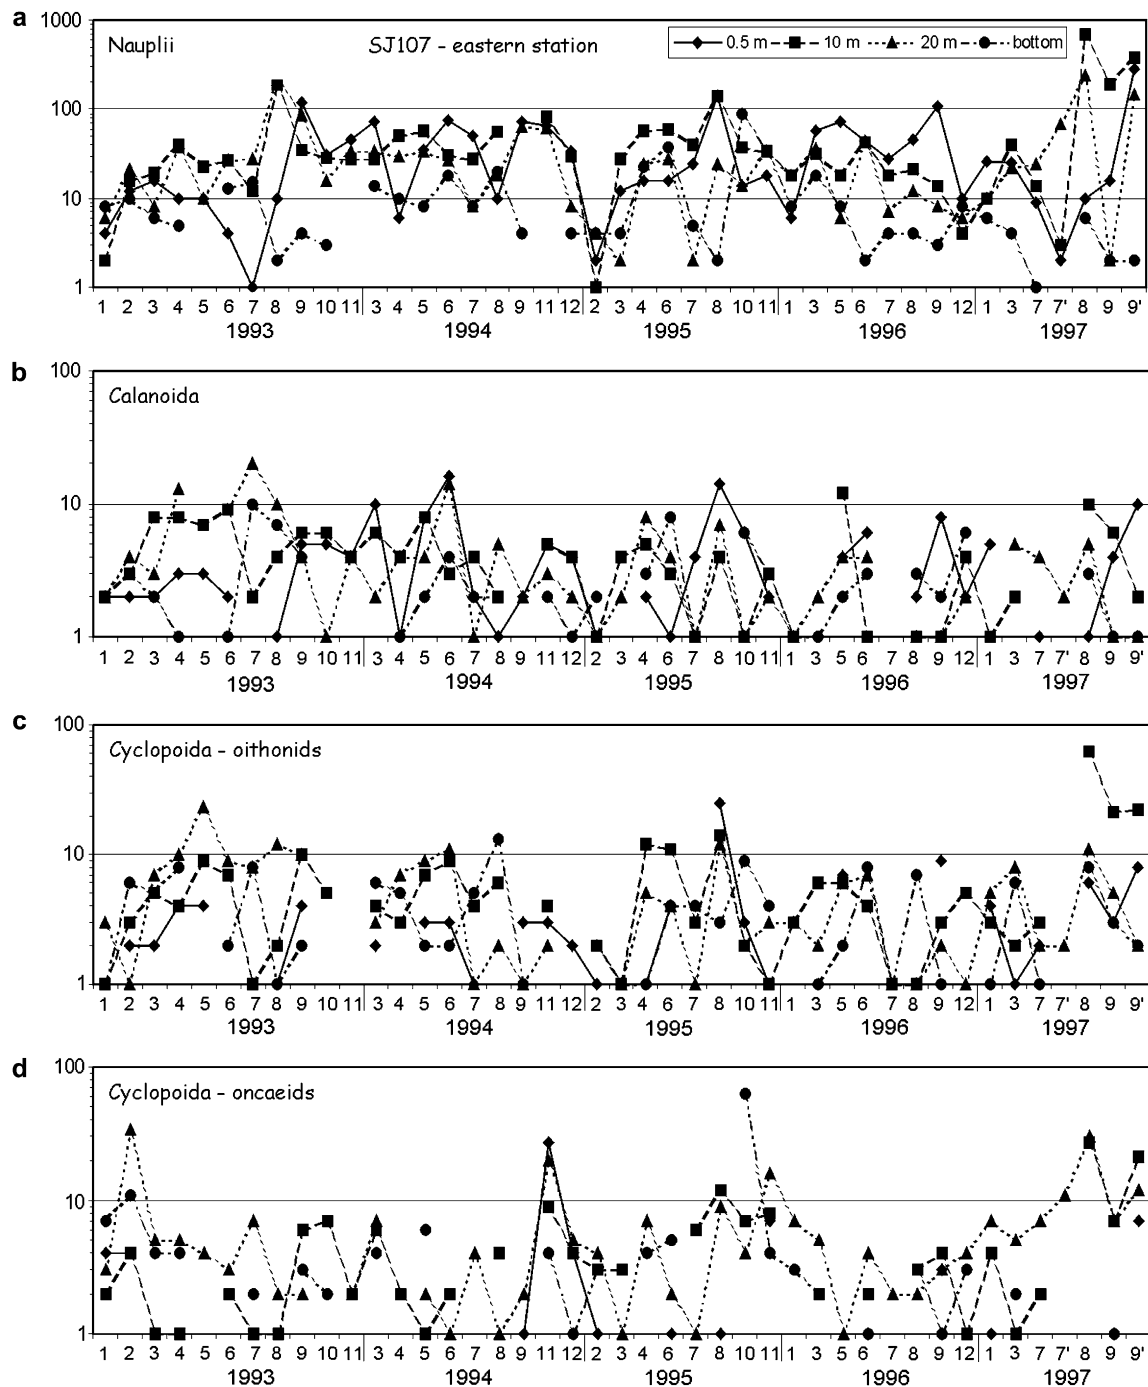 a
Nauplii SJ107 - eastern station
0.5 m 10 m 20 m bottom
1000
100
10
1
1 2 3 4 5 6 7 8 9 10 11 3 4 5 6 7 8 9 11 12 2 3 4 6 7 8 10 11 1 3 5 6 7 8 9 12 1 3 7 7' 8 9 9'
1993 1994 1995 1996 1997
b
Calanoida
100
10
1
1 2 3 4 5 6 7 8 9 10 11 3 4 5 6 7 8 9 11 12 2 3 4 6 7 8 10 11 1 3 5 6 8 9 12 1 3 7 7' 8 9 9'
1993 1994 1995 1996 1997
c
Cyclopoida - oithonids
100
10
1
1 2 3 4 5 6 7 8 9 10 11 3 4 5 6 7 8 9 11 12 2 3 4 6 7 8 10 11 1 3 5 6 7 8 9 12 1 3 7 7' 8 9 9'
1993 1994 1995 1996 1997
d
Cyclopoida - oncaeids
100
10
1
1 2 3 4 5 6 7 8 9 10 11 3 4 5 6 7 8 9 11 12 2 3 4 6 7 8 10 11 1 3 5 6 7 8 9 12 1 3 7 7' 8 9 9'
1993 1994 1995 1996 1997